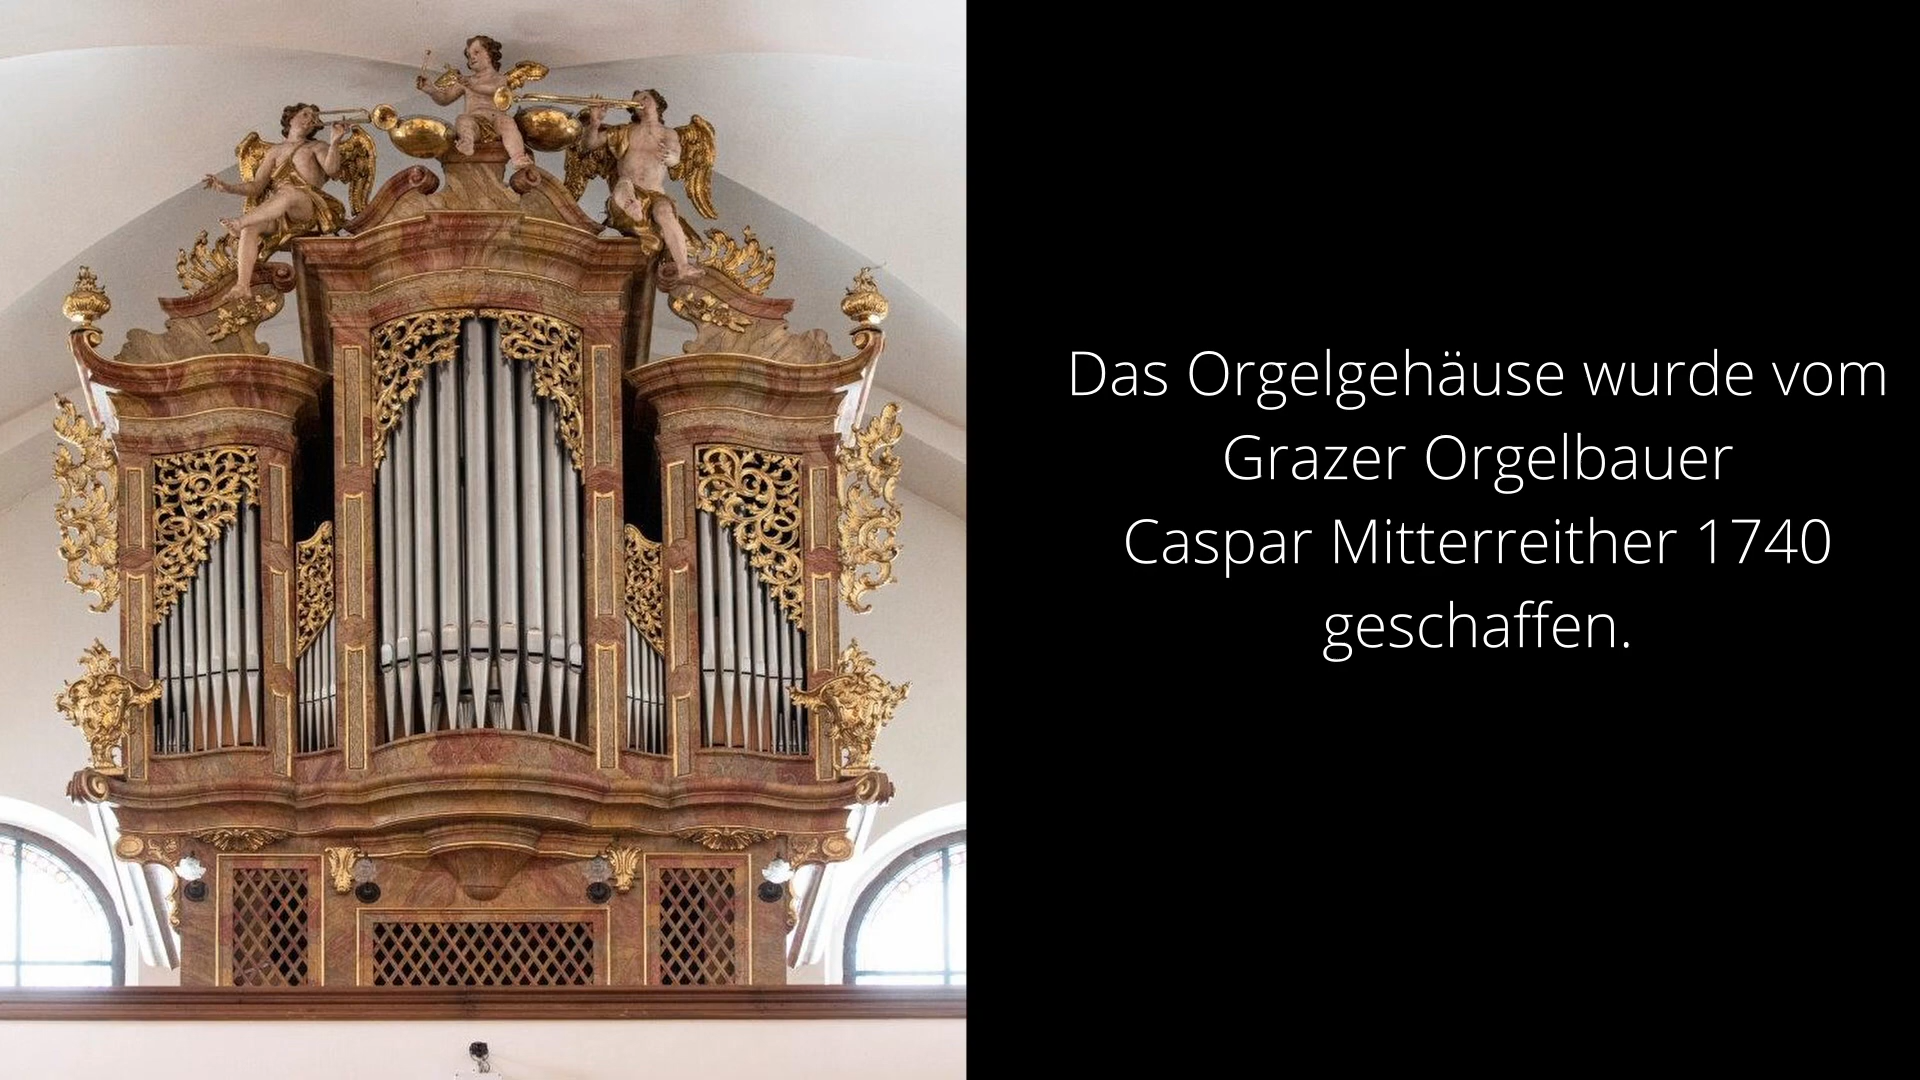 Das Orgelgehäuse wurde vom
Grazer Orgelbauer
Caspar Mitterreither 1740
geschaffen.